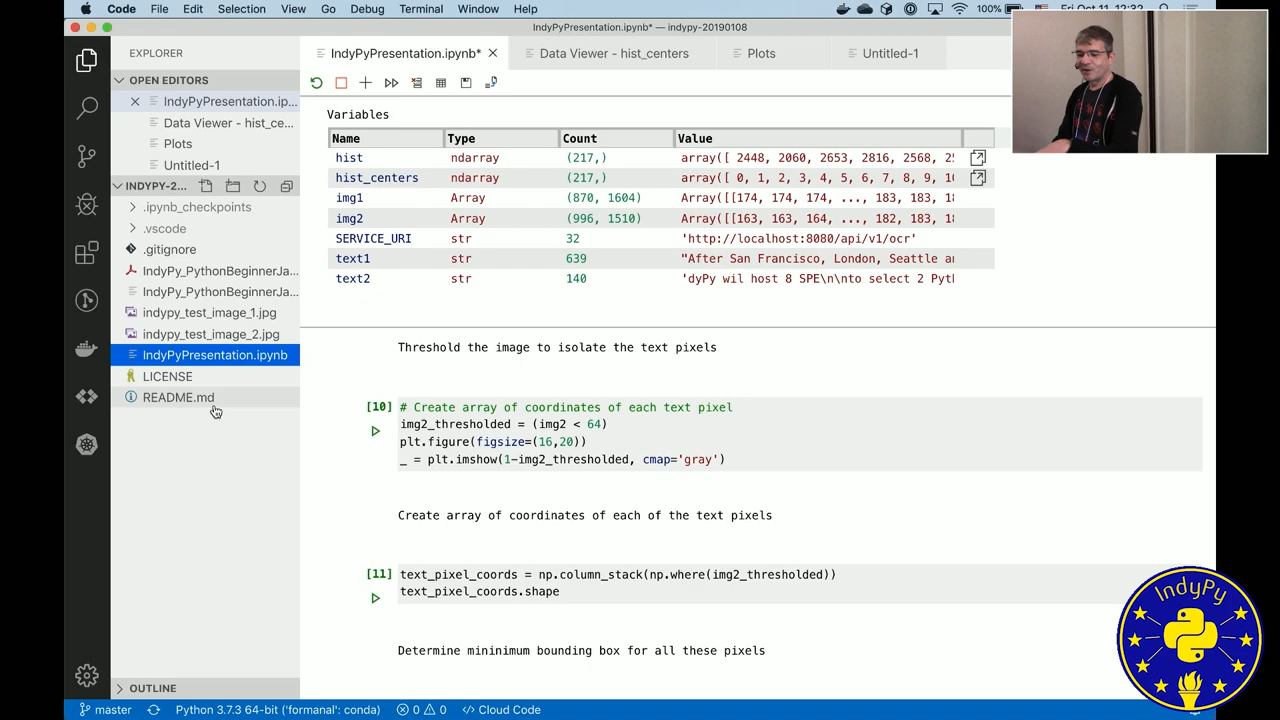 Code File Edit Selection View Go Debug Terminal Window Help 100% Fri Oct 11 12:32
IndyPyPresentation.ipynb* — indypy-20190108
EXPLORER
OPEN EDITORS
IndyPyPresentation.ip...
Data Viewer - hist_ce...
Plots
Untitled-1
INDYPY-2...
.ipynb_checkpoints
.vscode
.gitignore
IndyPy_PythonBeginnerJa...
IndyPy_PythonBeginnerJa...
indypy_test_image_1.jpg
indypy_test_image_2.jpg
IndyPyPresentation.ipynb
LICENSE
README.md
OUTLINE
IndyPyPresentation.ipynb* Data Viewer - hist_centers Plots Untitled-1
Variables
Name Type Count Value
hist ndarray (217,) array([ 2448, 2060, 2653, 2816, 2568, 25
hist_centers ndarray (217,) array([ 0, 1, 2, 3, 4, 5, 6, 7, 8, 9, 10
img1 Array (870, 1604) Array([[174, 174, 174, ..., 183, 183, 18
img2 Array (996, 1510) Array([[163, 163, 164, ..., 182, 183, 18
SERVICE_URI str 32 'http://localhost:8080/api/v1/ocr'
text1 str 639 "After San Francisco, London, Seattle an
text2 str 140 'dyPy wil host 8 SPE\n\nto select 2 Pyth
Threshold the image to isolate the text pixels
[10] # Create array of coordinates of each text pixel
img2_thresholded = (img2 < 64)
plt.figure(figsize=(16,20))
_ = plt.imshow(1-img2_thresholded, cmap='gray')
Create array of coordinates of each of the text pixels
[11] text_pixel_coords = np.column_stack(np.where(img2_thresholded))
text_pixel_coords.shape
Determine mininimum bounding box for all these pixels
IndyPy
master Python 3.7.3 64-bit ('formanal': conda) 0 0 Cloud Code